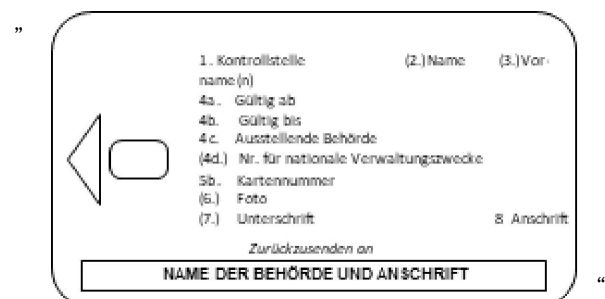 „
1. Kontrollstelle (2.)Name (3.)Vor-
name(n)
4a. Gültig ab
4b. Gültig bis
4c. Ausstellende Behörde
(4d.) Nr. für nationale Verwaltungszwecke
5b. Kartennummer
(6.) Foto
(7.) Unterschrift 8 Anschrift
Zurückzusenden an
NAME DER BEHÖRDE UND ANSCHRIFT
“